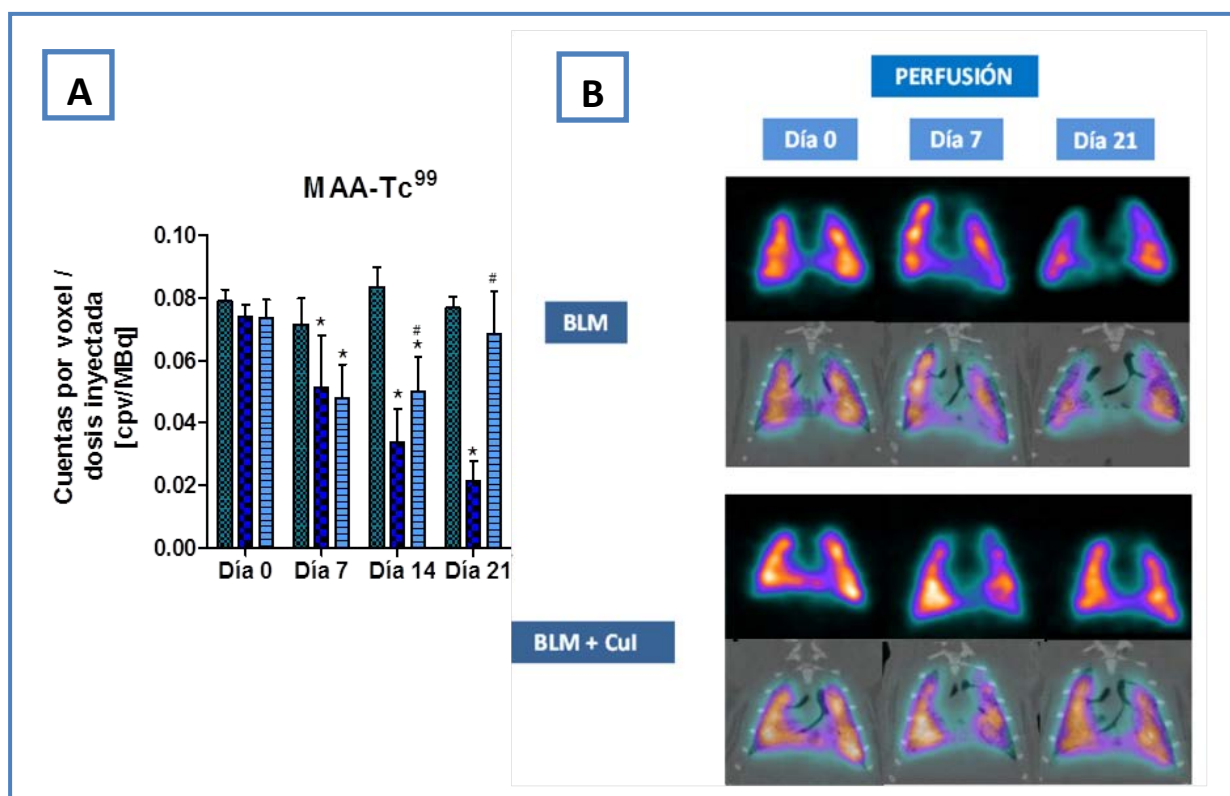 A
MAA-Tc99
Cuentas por voxel /
dosis inyectada
[cpv/MBq]
0.10
0.08
0.06
0.04
0.02
0.00
*
*
*
#
*
*
#
Día 0
Día 7
Día 14
Día 21
B
PERFUSIÓN
Día 0
Día 7
Día 21
BLM
BLM + CuI